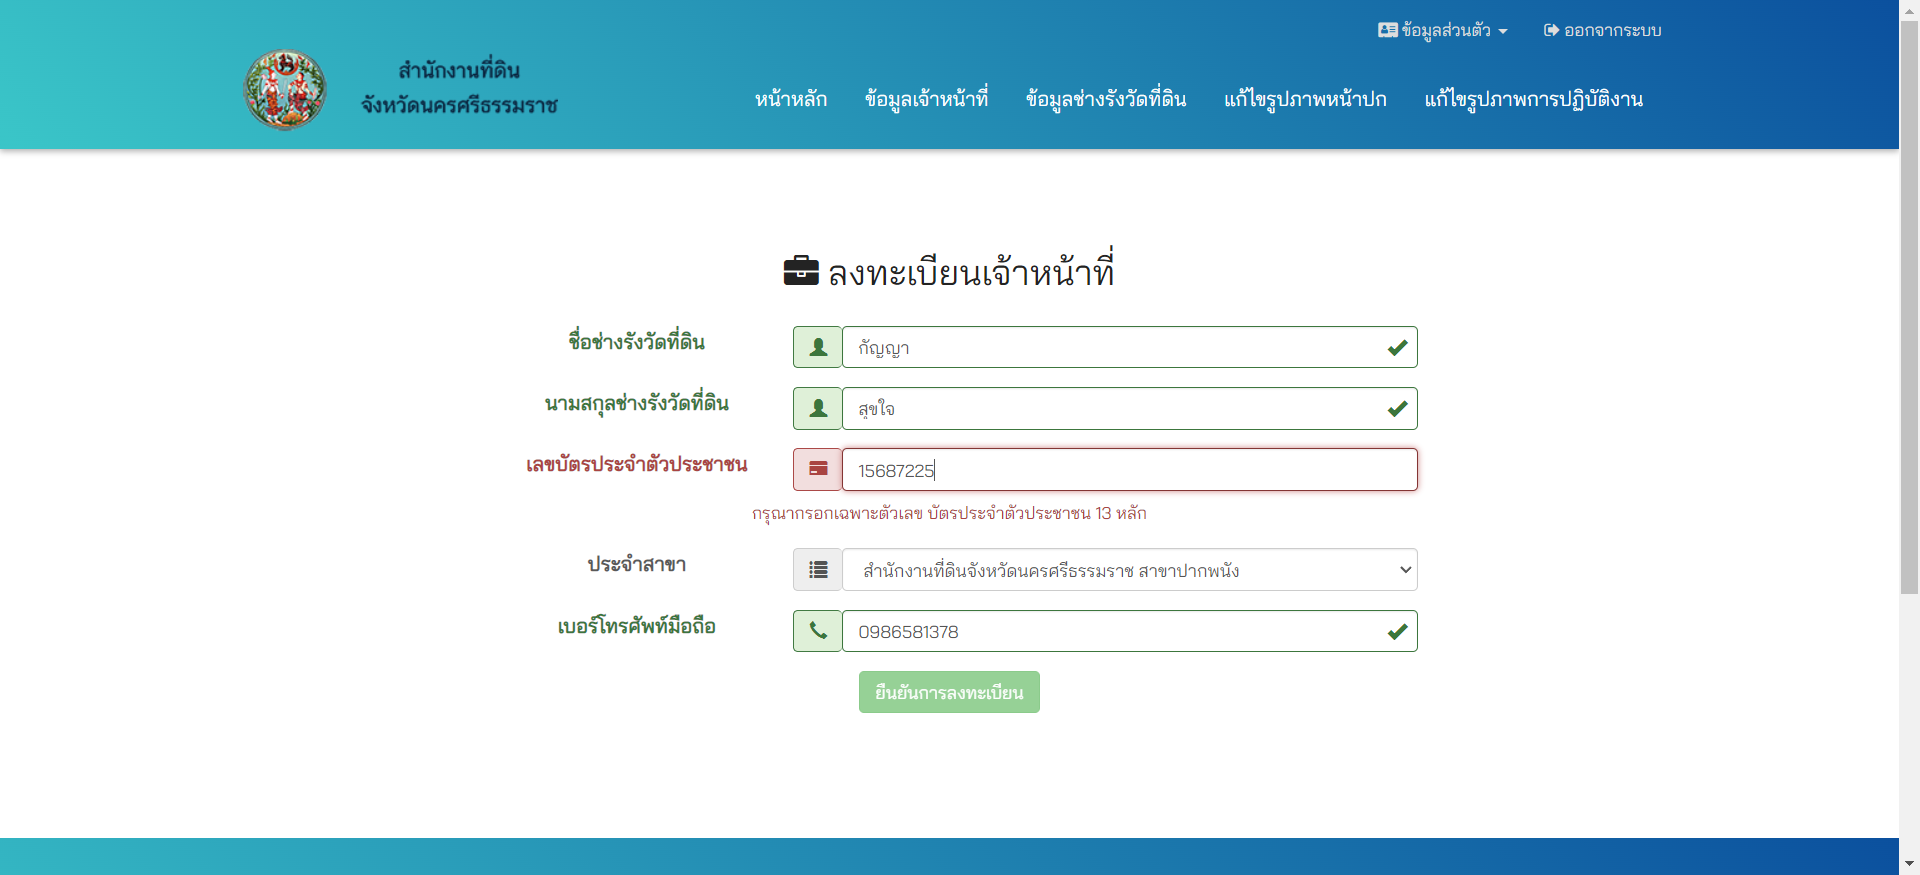 ข้อมูลส่วนตัว ออกจากระบบ
สำนักงานที่ดิน
จังหวัดนครศรีธรรมราช
หน้าหลัก ข้อมูลเจ้าหน้าที่ ข้อมูลช่างรังวัดที่ดิน แก้ไขรูปภาพหน้าปก แก้ไขรูปภาพการปฏิบัติงาน
ลงทะเบียนเจ้าหน้าที่
ชื่อช่างรังวัดที่ดิน กัญญา
นามสกุลช่างรังวัดที่ดิน สุขใจ
เลขบัตรประจำตัวประชาชน 15687225
กรุณากรอกเฉพาะตัวเลข บัตรประจำตัวประชาชน 13 หลัก
ประจำสาขา สำนักงานที่ดินจังหวัดนครศรีธรรมราช สาขาปากพนัง
เบอร์โทรศัพท์มือถือ 0986581378
ยืนยันการลงทะเบียน